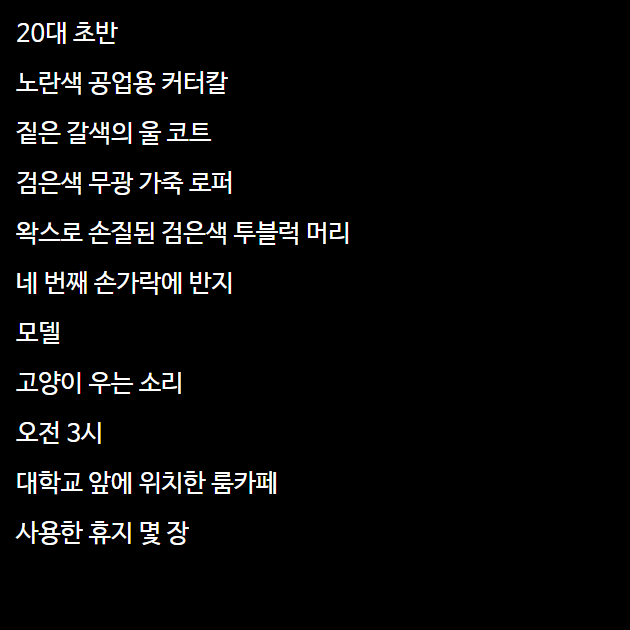 20대 초반
노란색 공업용 커터칼
짙은 갈색의 울 코트
검은색 무광 가죽 로퍼
왁스로 손질된 검은색 투블럭 머리
네 번째 손가락에 반지
모델
고양이 우는 소리
오전 3시
대학교 앞에 위치한 룸카페
사용한 휴지 몇 장